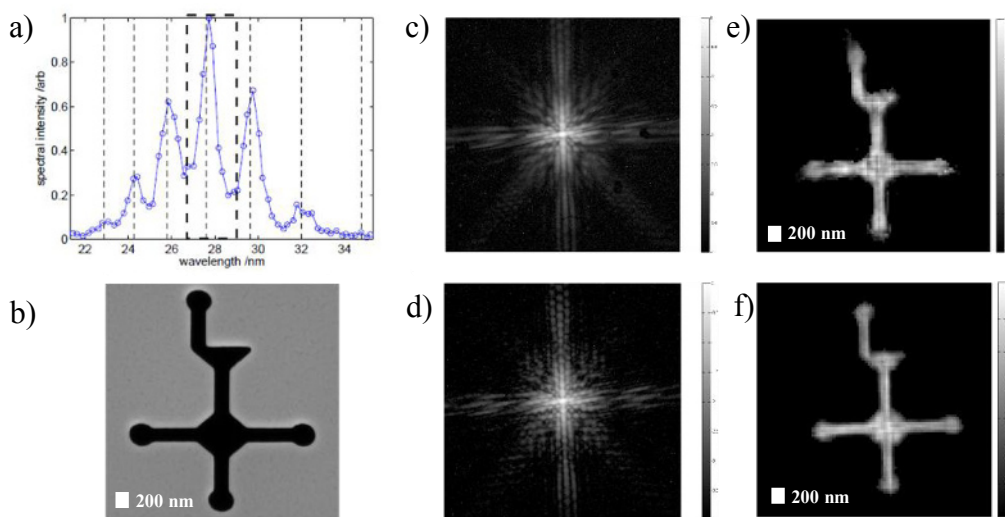 a)
spectral intensity /arb
1
0.8
0.6
0.4
0.2
0
22 24 26 28 30 32 34
wavelength /nm
b)
200 nm
c)
d)
e)
200 nm
f)
200 nm